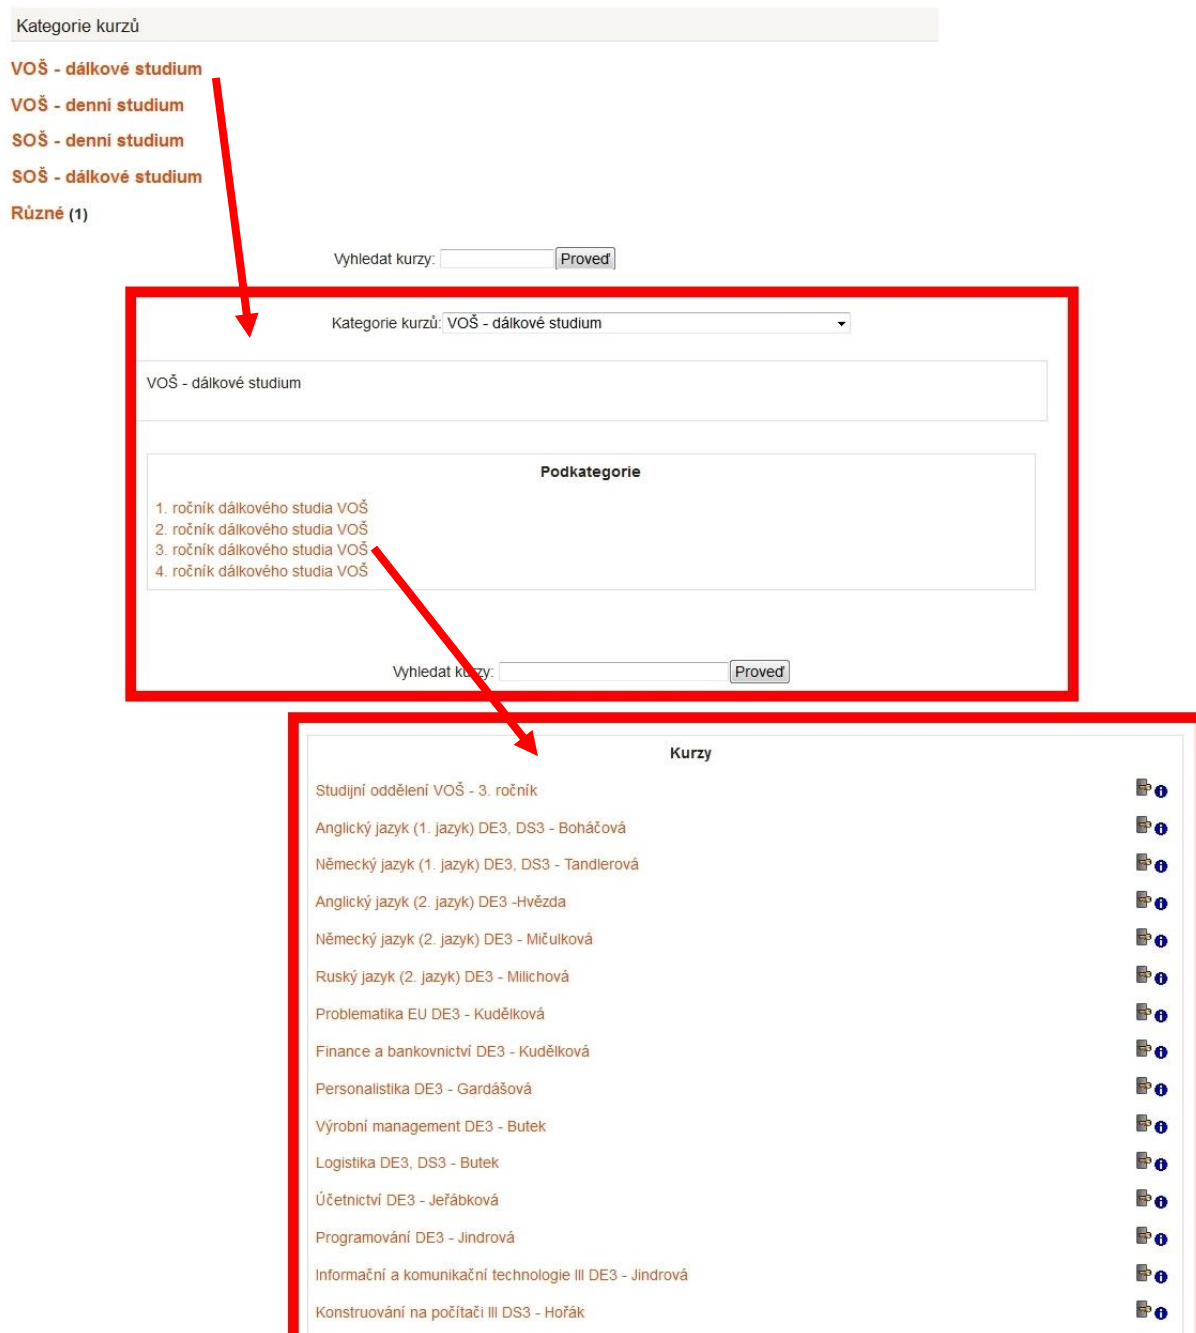 Kategorie kurzů
VOŠ - dálkové studium
VOŠ - denní studium
SOŠ - denní studium
SOŠ - dálkové studium
Různé (1)
Vyhledat kurzy: Proveď
Kategorie kurzů: VOŠ - dálkové studium
VOŠ - dálkové studium
Podkategorie
1. ročník dálkového studia VOŠ
2. ročník dálkového studia VOŠ
3. ročník dálkového studia VOŠ
4. ročník dálkového studia VOŠ
Vyhledat kurzy: Proveď
Kurzy
Studijní oddělení VOŠ - 3. ročník
Anglický jazyk (1. jazyk) DE3, DS3 - Boháčová
Německý jazyk (1. jazyk) DE3, DS3 - Tandlerová
Anglický jazyk (2. jazyk) DE3 -Hvězda
Německý jazyk (2. jazyk) DE3 - Mičulková
Ruský jazyk (2. jazyk) DE3 - Milichová
Problematika EU DE3 - Kudělková
Finance a bankovnictví DE3 - Kudělková
Personalistika DE3 - Gardášová
Výrobní management DE3 - Butek
Logistika DE3, DS3 - Butek
Účetnictví DE3 - Jeřábková
Programování DE3 - Jindrová
Informační a komunikační technologie III DE3 - Jindrová
Konstruování na počítači III DS3 - Hořák